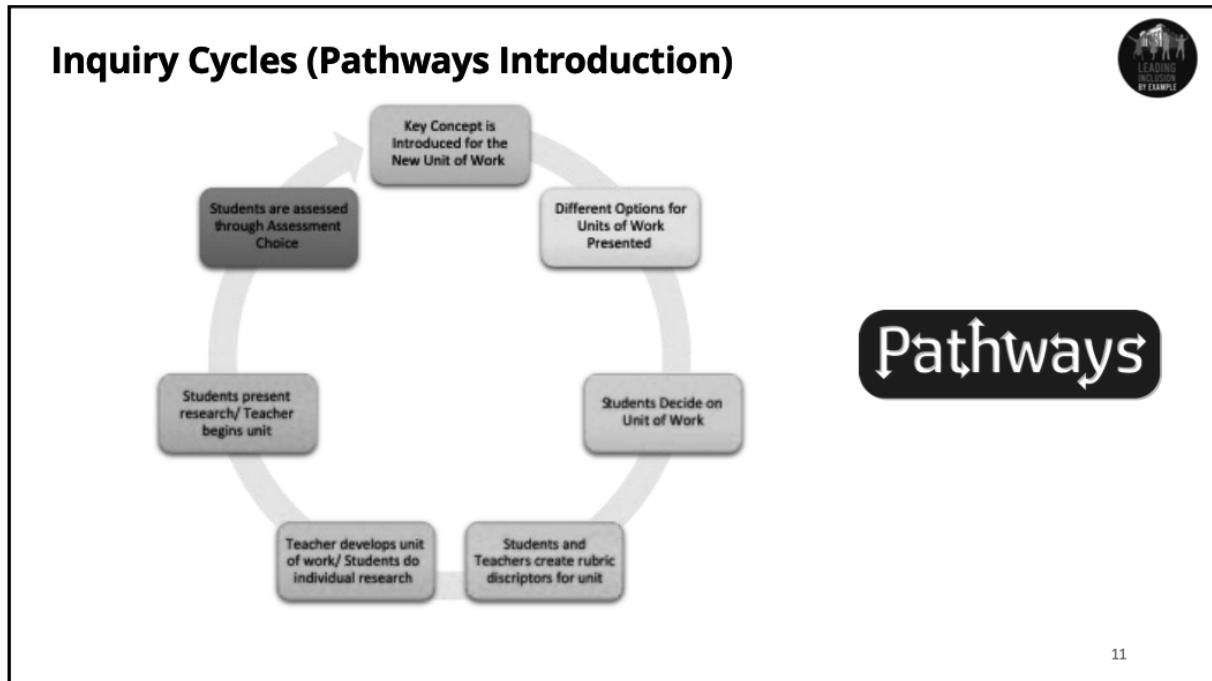 Inquiry Cycles (Pathways Introduction)
LEADING
INCLUSION
BY EXAMPLE
Key Concept is
Introduced for the
New Unit of Work
Different Options for
Units of Work
Presented
Students Decide on
Unit of Work
Students and
Teachers create rubric
discriptors for unit
Teacher develops unit
of work/ Students do
individual research
Students present
research/ Teacher
begins unit
Students are assessed
through Assessment
Choice
Pathways
11